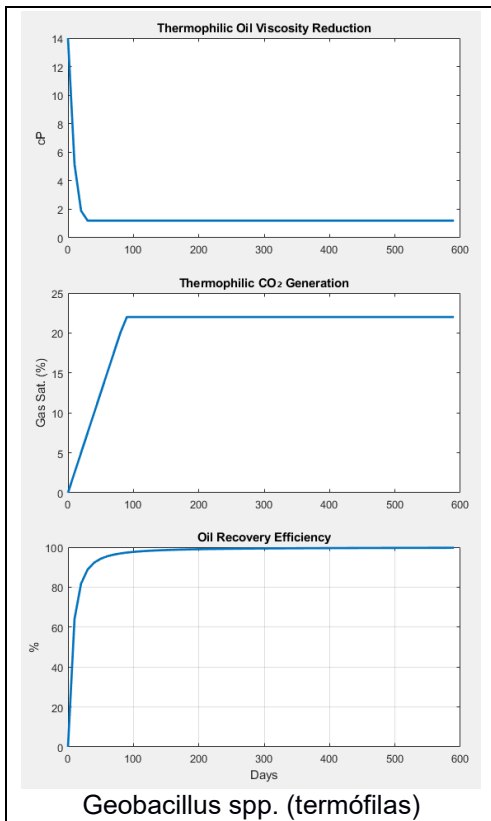 Thermophilic Oil Viscosity Reduction
14
12
10
8
6
4
2
0
cP
0 100 200 300 400 500 600
Thermophilic CO₂ Generation
25
20
15
10
5
0
Gas Sat. (%)
0 100 200 300 400 500 600
Oil Recovery Efficiency
100
80
60
40
20
0
%
0 100 200 300 400 500 600
Days
Geobacillus spp. (termófilas)